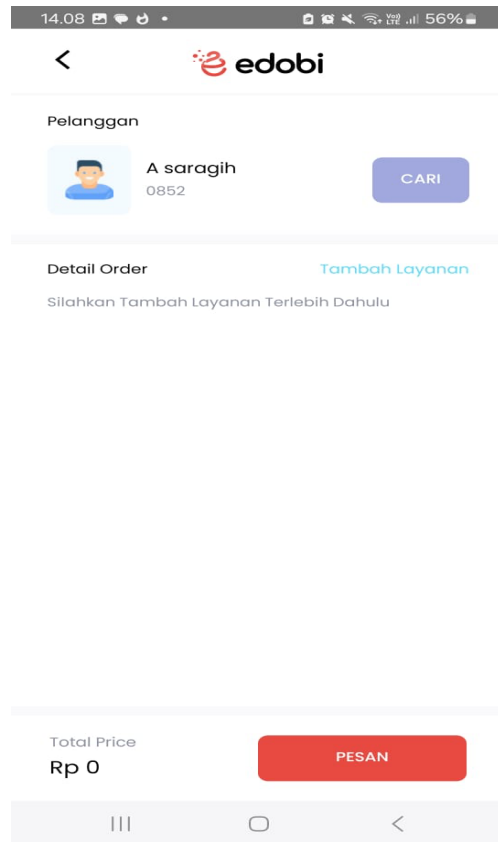 14.08 56%
edobi
Pelanggan
A saragih
0852
CARI
Detail Order
Tambah Layanan
Silahkan Tambah Layanan Terlebih Dahulu
Total Price
Rp 0
PESAN